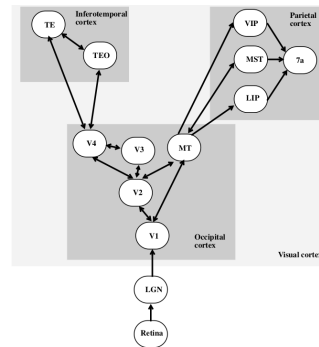 Inferotemporal
cortex
TE
TEO
Parietal
cortex
VIP
MST
7a
LIP
V4
V3
MT
V2
V1
Occipital
cortex
Visual cortex
LGN
Retina